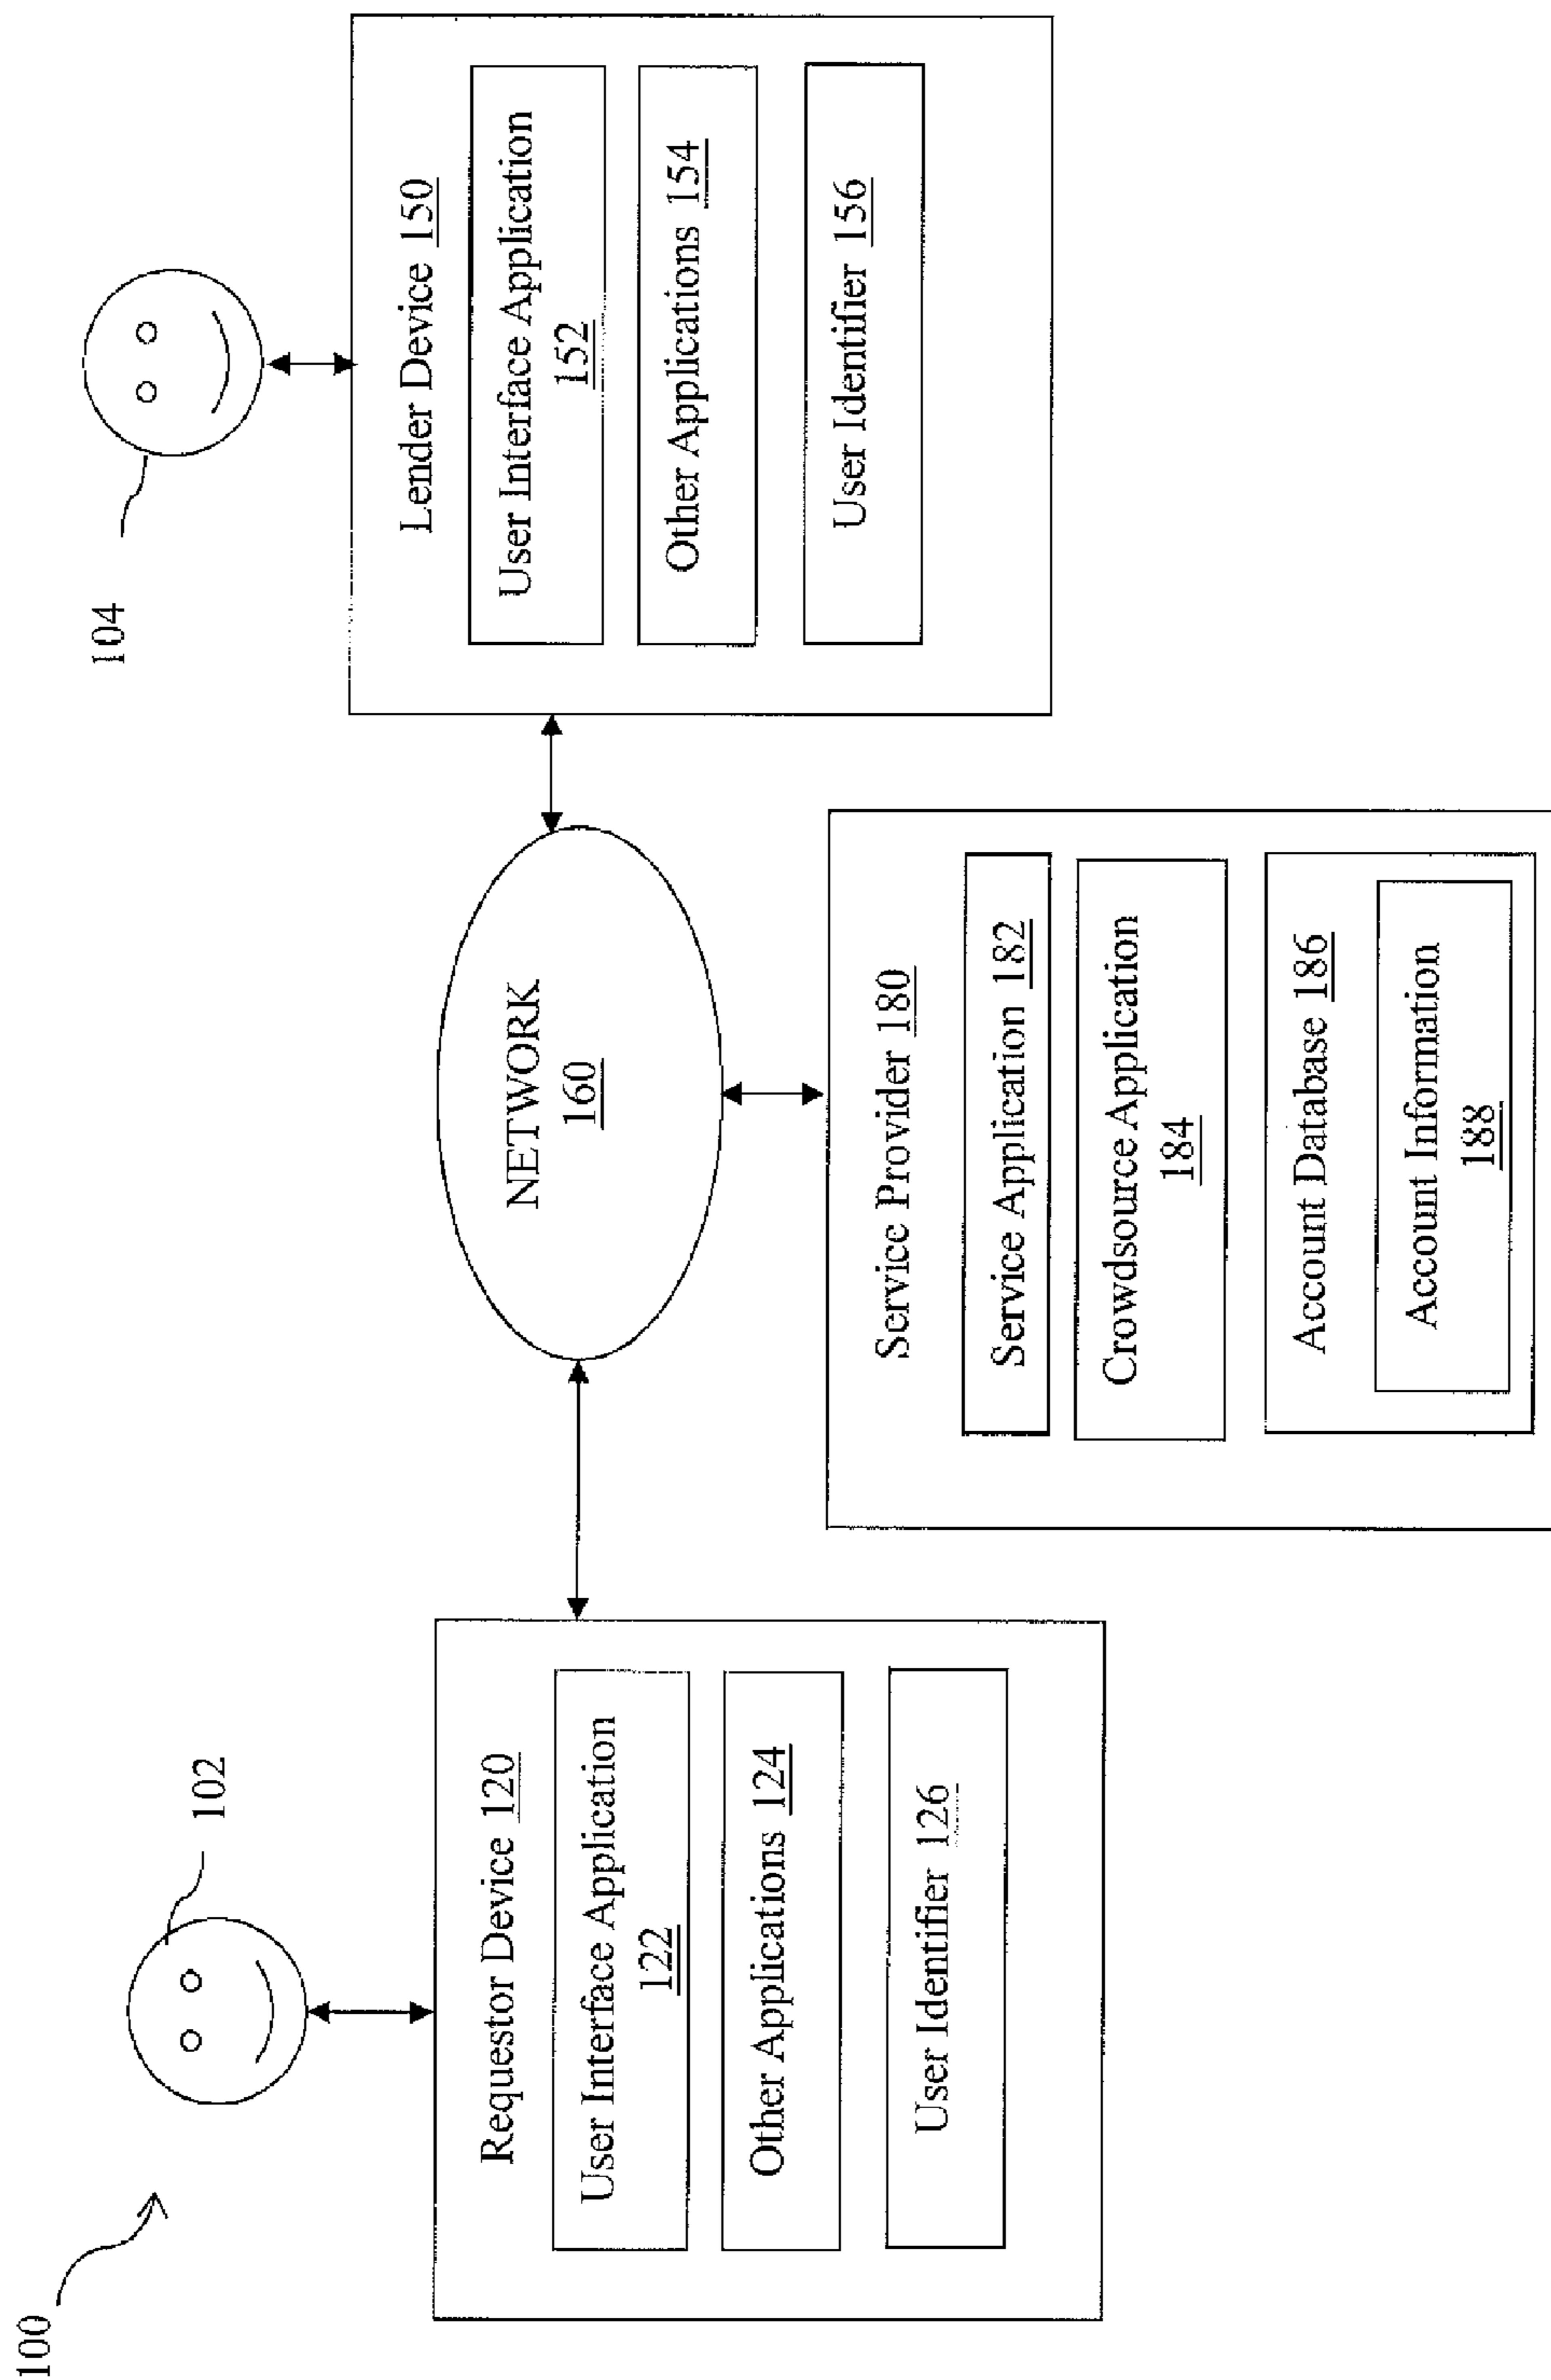 100
102
Requestor Device 120
User Interface Application
122
Other Applications 124
User Identifier 126
NETWORK
160
Service Provider 180
Service Application 182
Crowdsource Application
184
Account Database 186
Account Information
188
104
Lender Device 150
User Interface Application
152
Other Applications 154
User Identifier 156